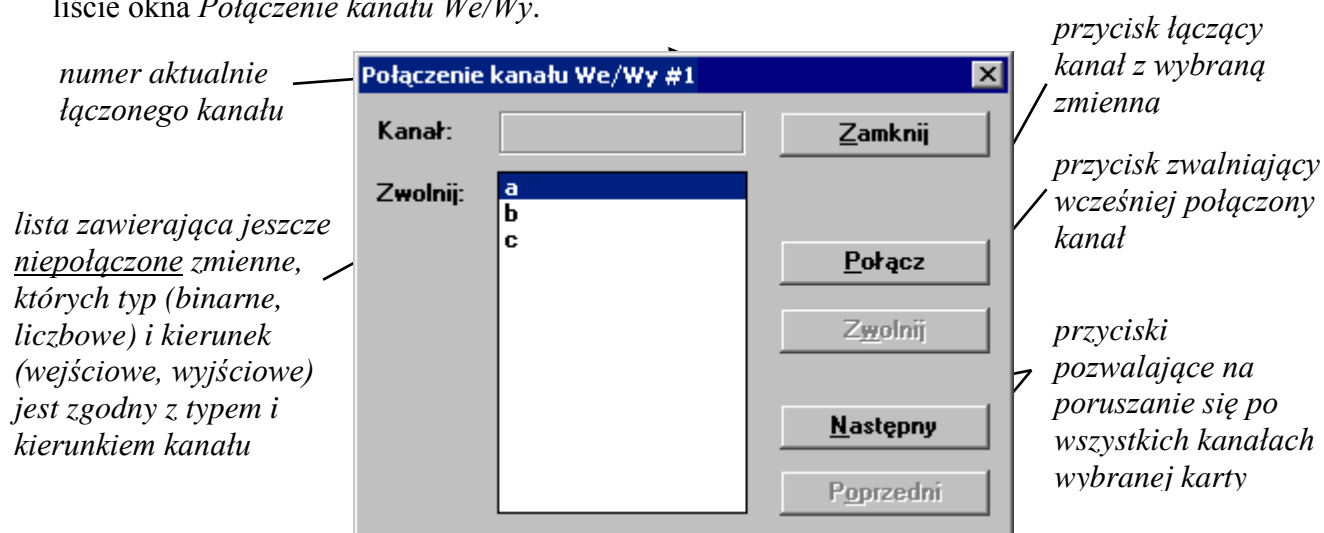 liście okna Połączenie kanału We/Wy.
numer aktualnie
łączonego kanału
lista zawierająca jeszcze
niepołączone zmienne,
których typ (binarne,
liczbowe) i kierunek
(wejściowe, wyjściowe)
jest zgodny z typem i
kierunkiem kanału
Połączenie kanału We/Wy #1
Kanał:
Zwolnij:
a
b
c
Zamknij
Połącz
Zwolnij
Następny
Poprzedni
przycisk łączący
kanał z wybraną
zmienna
przycisk zwalniający
wcześniej połączony
kanał
przyciski
pozwalające na
poruszanie się po
wszystkich kanałach
wybranej karty